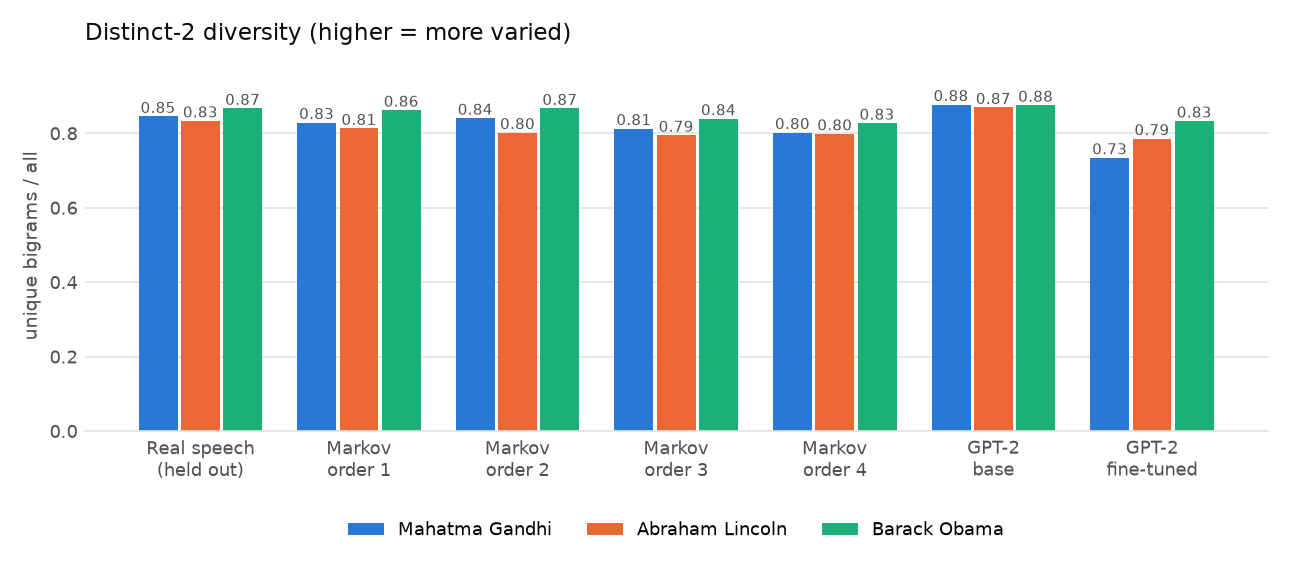 Distinct-2 diversity (higher = more varied)
unique bigrams / all
0.8
0.6
0.4
0.2
0.0
0.85 0.83 0.87
0.83 0.81 0.86
0.84 0.80 0.87
0.81 0.79 0.84
0.80 0.80 0.83
0.88 0.87 0.88
0.73 0.79 0.83
Real speech
(held out)
Markov
order 1
Markov
order 2
Markov
order 3
Markov
order 4
GPT-2
base
GPT-2
fine-tuned
Mahatma Gandhi
Abraham Lincoln
Barack Obama